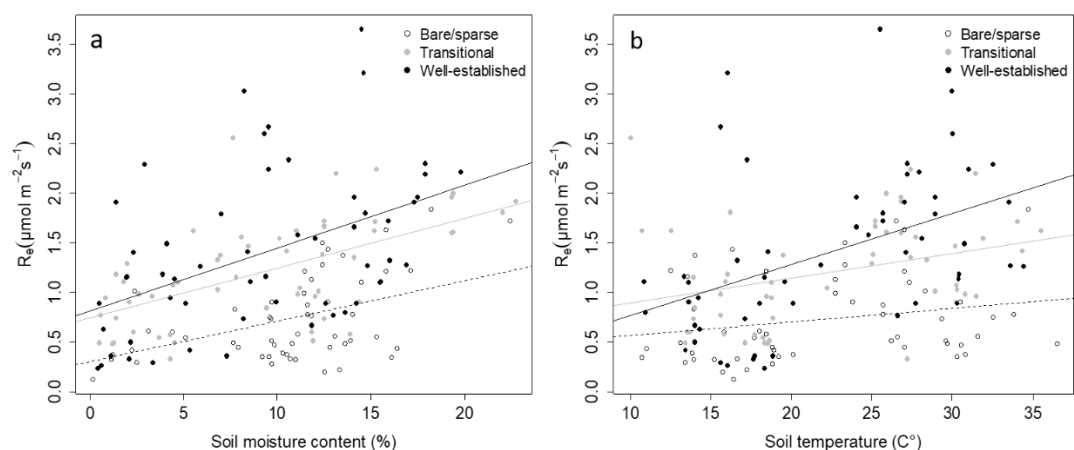 a
Bare/sparse
Transitional
Well-established
Rₑ(µmol m⁻²s⁻¹)
3.5
3.0
2.5
2.0
1.5
1.0
0.5
0.0
0 5 10 15 20
Soil moisture content (%)
b
Bare/sparse
Transitional
Well-established
Rₑ(µmol m⁻²s⁻¹)
3.5
3.0
2.5
2.0
1.5
1.0
0.5
0.0
10 15 20 25 30 35
Soil temperature (C°)